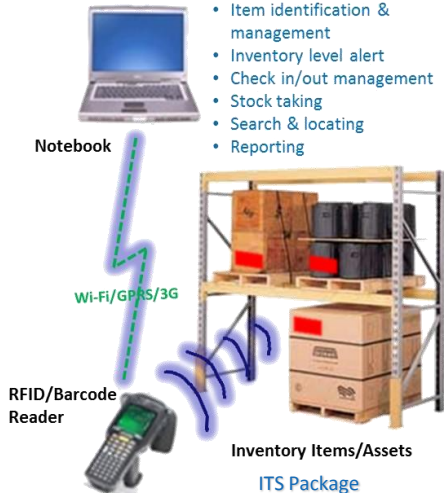 • Item identification &
management
• Inventory level alert
• Check in/out management
• Stock taking
• Search & locating
• Reporting
Notebook
Wi-Fi/GPRS/3G
RFID/Barcode
Reader
Inventory Items/Assets
ITS Package